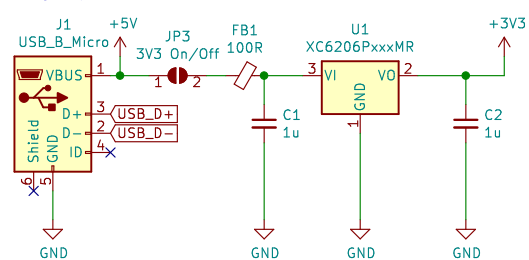 J1
USB_B_Micro
+5V
JP3
3V3 On/Off
FB1
100R
U1
XC6206PxxxMR
+3V3
VBUS
1
1
2
3
VI
VO
2
GND
1
D+
3
USB_D+
D-
2
USB_D-
ID
4
Shield
GND
6
5
C1
1u
C2
1u
GND
GND
GND
GND